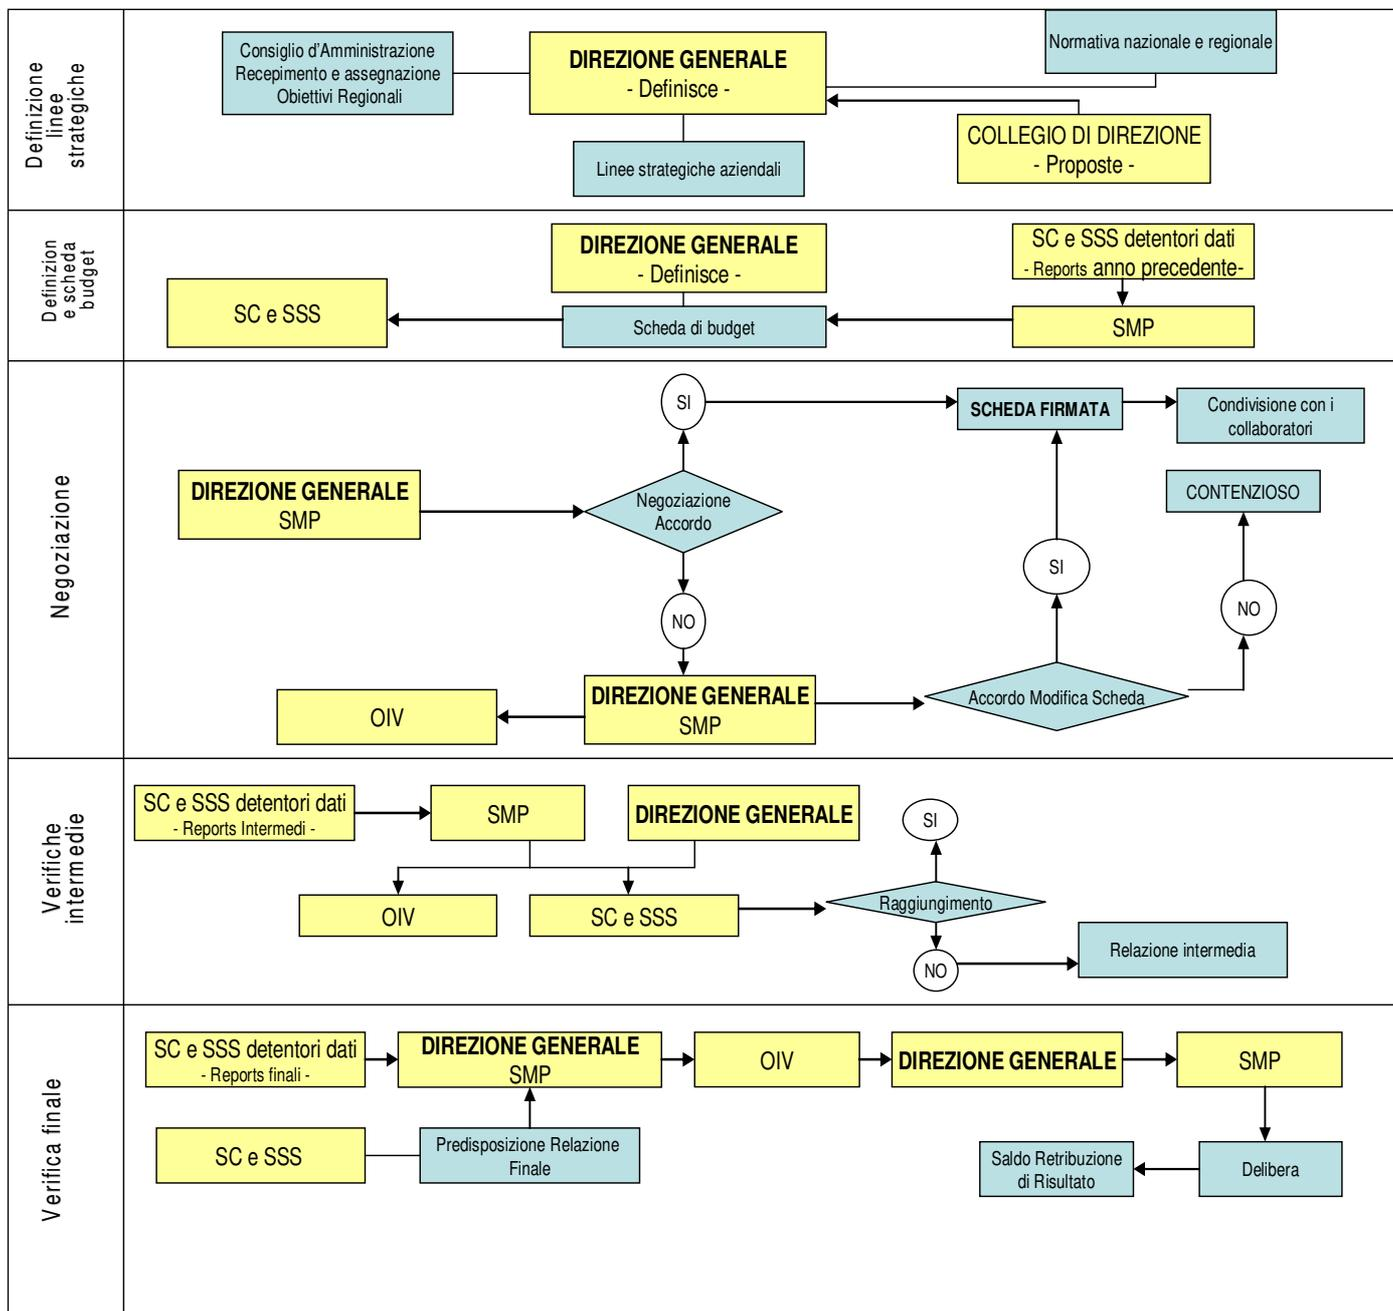 Definizione
linee
strategiche
Consiglio d'Amministrazione
Recepimento e assegnazione
Obiettivi Regionali
DIREZIONE GENERALE
- Definisce -
Normativa nazionale e regionale
Linee strategiche aziendali
COLLEGIO DI DIREZIONE
- Proposte -
Definizion
e scheda
budget
SC e SSS
DIREZIONE GENERALE
- Definisce -
Scheda di budget
SC e SSS detentori dati
- Reports anno precedente-
SMP
Negoziazione
DIREZIONE GENERALE
SMP
SI
Negoziazione
Accordo
NO
SCHEDA FIRMATA
Condivisione con i
collaboratori
CONTENZIOSO
SI
NO
OIV
DIREZIONE GENERALE
SMP
Accordo Modifica Scheda
Verifiche
intermedie
SC e SSS detentori dati
- Reports Intermedi -
SMP
DIREZIONE GENERALE
OIV
SC e SSS
SI
Raggiungimento
NO
Relazione intermedia
Verifica finale
SC e SSS detentori dati
- Reports finali -
DIREZIONE GENERALE
SMP
OIV
DIREZIONE GENERALE
SMP
SC e SSS
Predisposizione Relazione
Finale
Saldo Retribuzione
di Risultato
Delibera